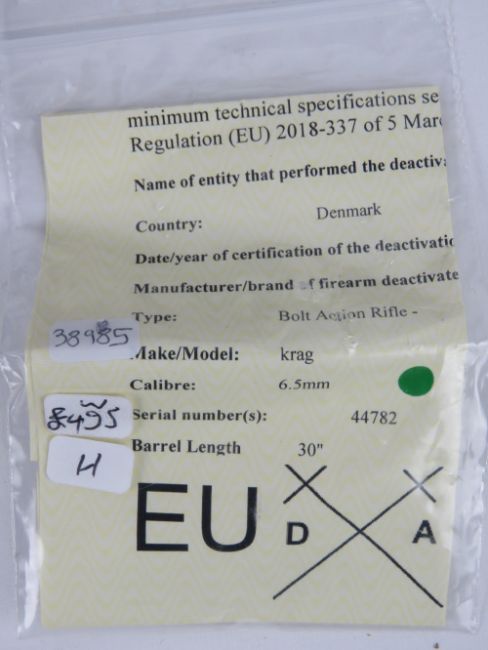 minimum technical specifications se
Regulation (EU) 2018-337 of 5 Marc
Name of entity that performed the deactiva
Country: Denmark
Date/year of certification of the deactivatio
Manufacturer/brand of firearm deactivate
Type: Bolt Action Rifle -
38985
Make/Model: krag
Calibre: 6.5mm
£495
Serial number(s): 44782
H
Barrel Length 30"
EU D A